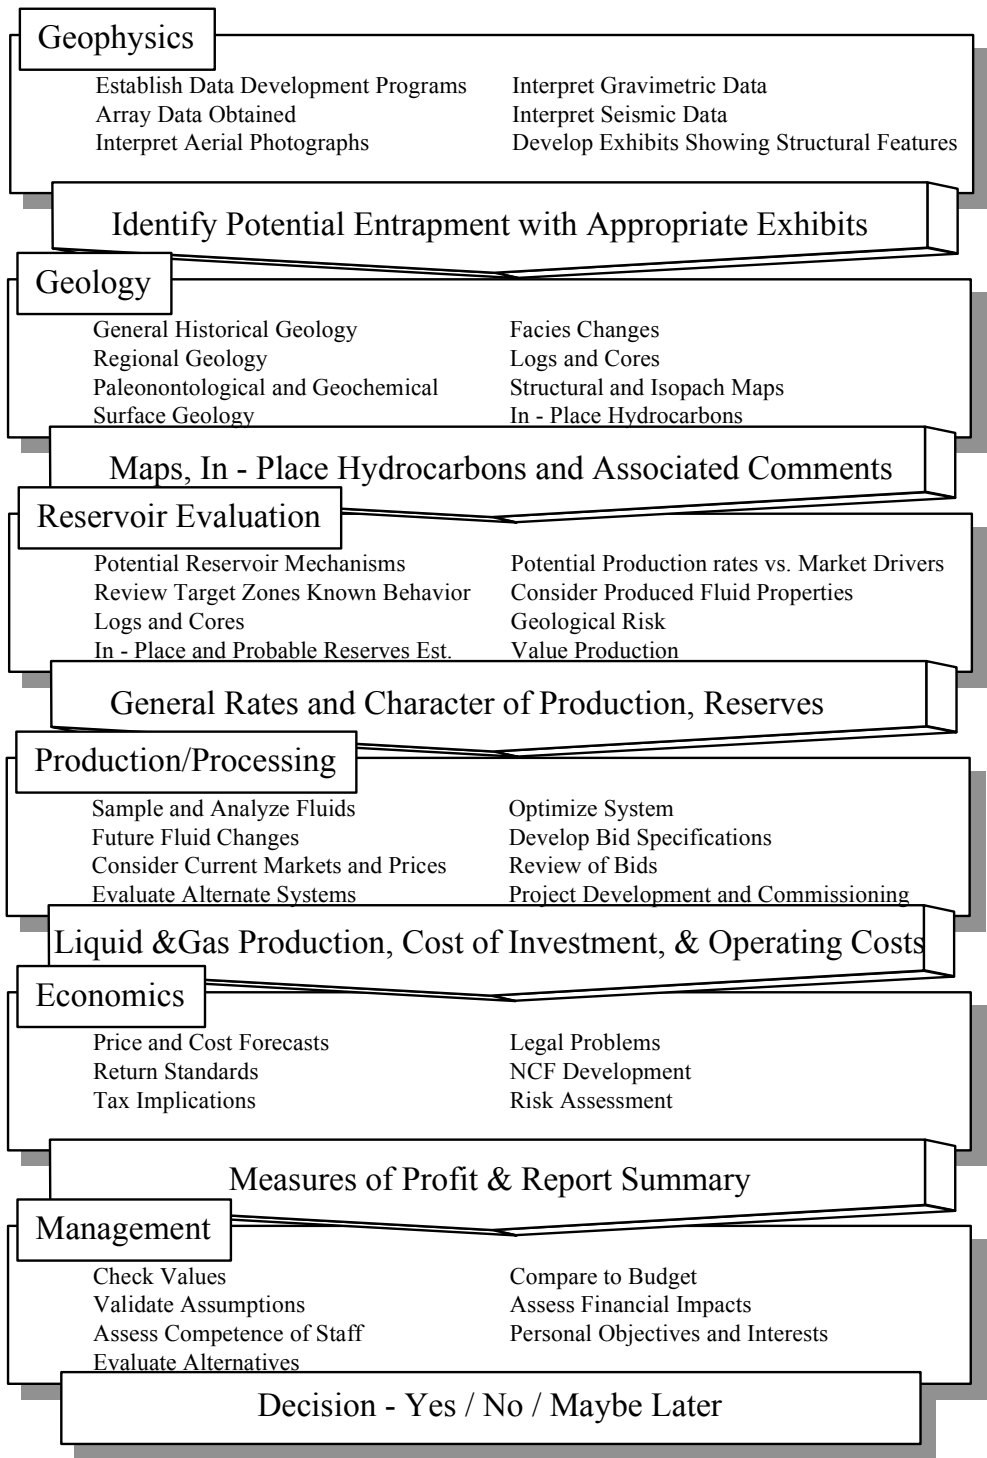 Geophysics
Establish Data Development Programs
Array Data Obtained
Interpret Aerial Photographs
Interpret Gravimetric Data
Interpret Seismic Data
Develop Exhibits Showing Structural Features
Identify Potential Entrapment with Appropriate Exhibits
Geology
General Historical Geology
Regional Geology
Paleonontological and Geochemical
Surface Geology
Facies Changes
Logs and Cores
Structural and Isopach Maps
In - Place Hydrocarbons
Maps, In - Place Hydrocarbons and Associated Comments
Reservoir Evaluation
Potential Reservoir Mechanisms
Review Target Zones Known Behavior
Logs and Cores
In - Place and Probable Reserves Est.
Potential Production rates vs. Market Drivers
Consider Produced Fluid Properties
Geological Risk
Value Production
General Rates and Character of Production, Reserves
Production/Processing
Sample and Analyze Fluids
Future Fluid Changes
Consider Current Markets and Prices
Evaluate Alternate Systems
Optimize System
Develop Bid Specifications
Review of Bids
Project Development and Commissioning
Liquid &Gas Production, Cost of Investment, & Operating Costs
Economics
Price and Cost Forecasts
Return Standards
Tax Implications
Legal Problems
NCF Development
Risk Assessment
Measures of Profit & Report Summary
Management
Check Values
Validate Assumptions
Assess Competence of Staff
Evaluate Alternatives
Compare to Budget
Assess Financial Impacts
Personal Objectives and Interests
Decision - Yes / No / Maybe Later